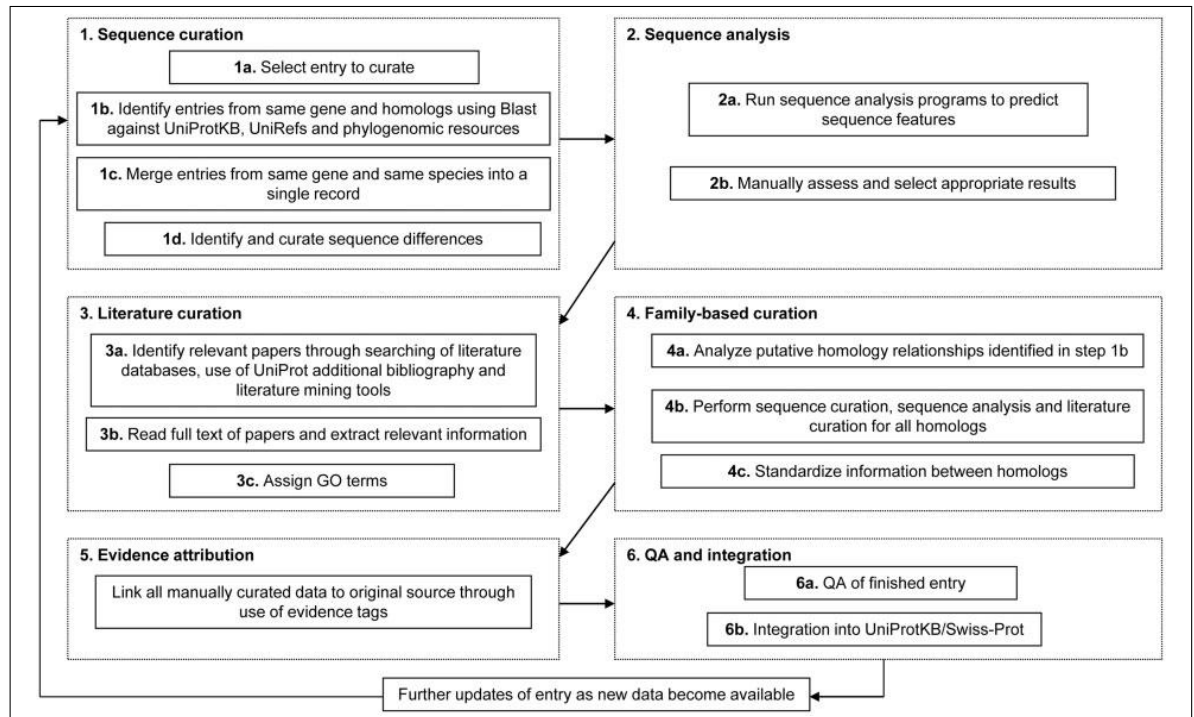 1. Sequence curation
1a. Select entry to curate
1b. Identify entries from same gene and homologs using Blast
against UniProtKB, UniRefs and phylogenomic resources
1c. Merge entries from same gene and same species into a
single record
1d. Identify and curate sequence differences
2. Sequence analysis
2a. Run sequence analysis programs to predict
sequence features
2b. Manually assess and select appropriate results
3. Literature curation
3a. Identify relevant papers through searching of literature
databases, use of UniProt additional bibliography and
literature mining tools
3b. Read full text of papers and extract relevant information
3c. Assign GO terms
4. Family-based curation
4a. Analyze putative homology relationships identified in step 1b
4b. Perform sequence curation, sequence analysis and literature
curation for all homologs
4c. Standardize information between homologs
5. Evidence attribution
Link all manually curated data to original source through
use of evidence tags
6. QA and integration
6a. QA of finished entry
6b. Integration into UniProtKB/Swiss-Prot
Further updates of entry as new data become available